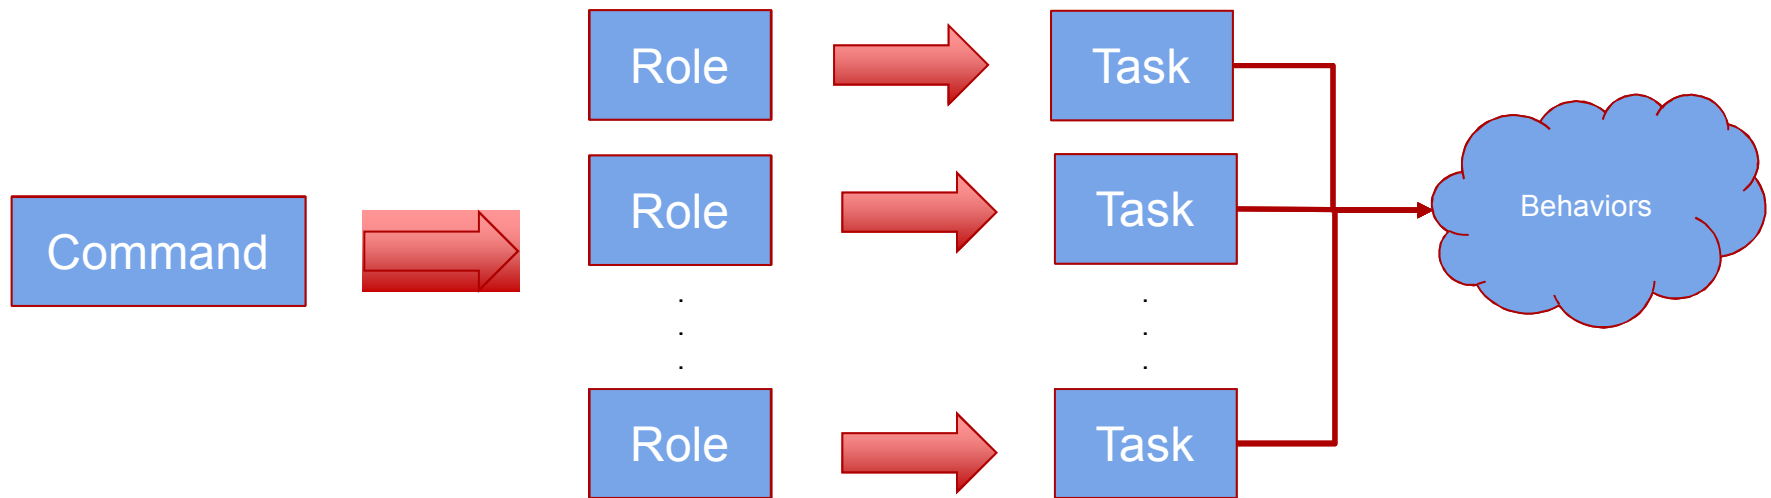 Role
Task
Role
Task
Behaviors
Command
.
.
.
.
.
.
Role
Task